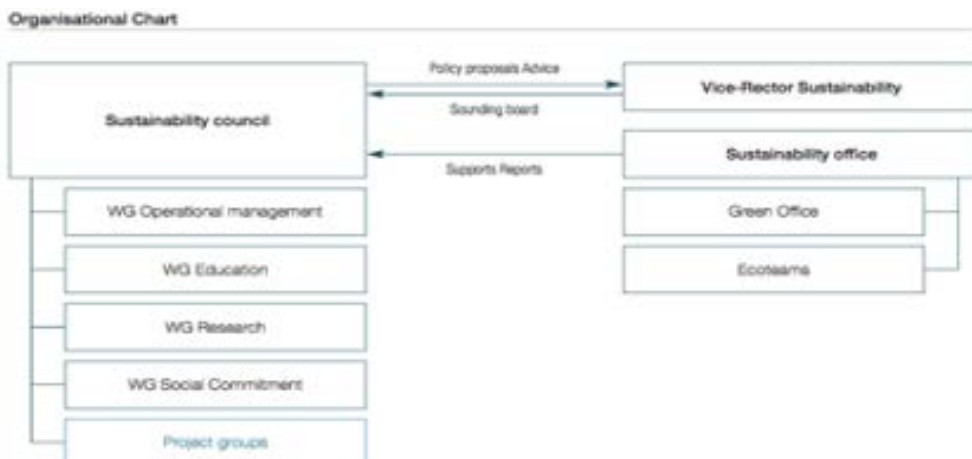 Organisational Chart
Policy proposals Advice
Vice-Rector Sustainability
Sustainability council
Sounding board
Sustainability office
Supports Reports
WG Operational management
Green Office
WG Education
Ecoteams
WG Research
WG Social Commitment
Project groups